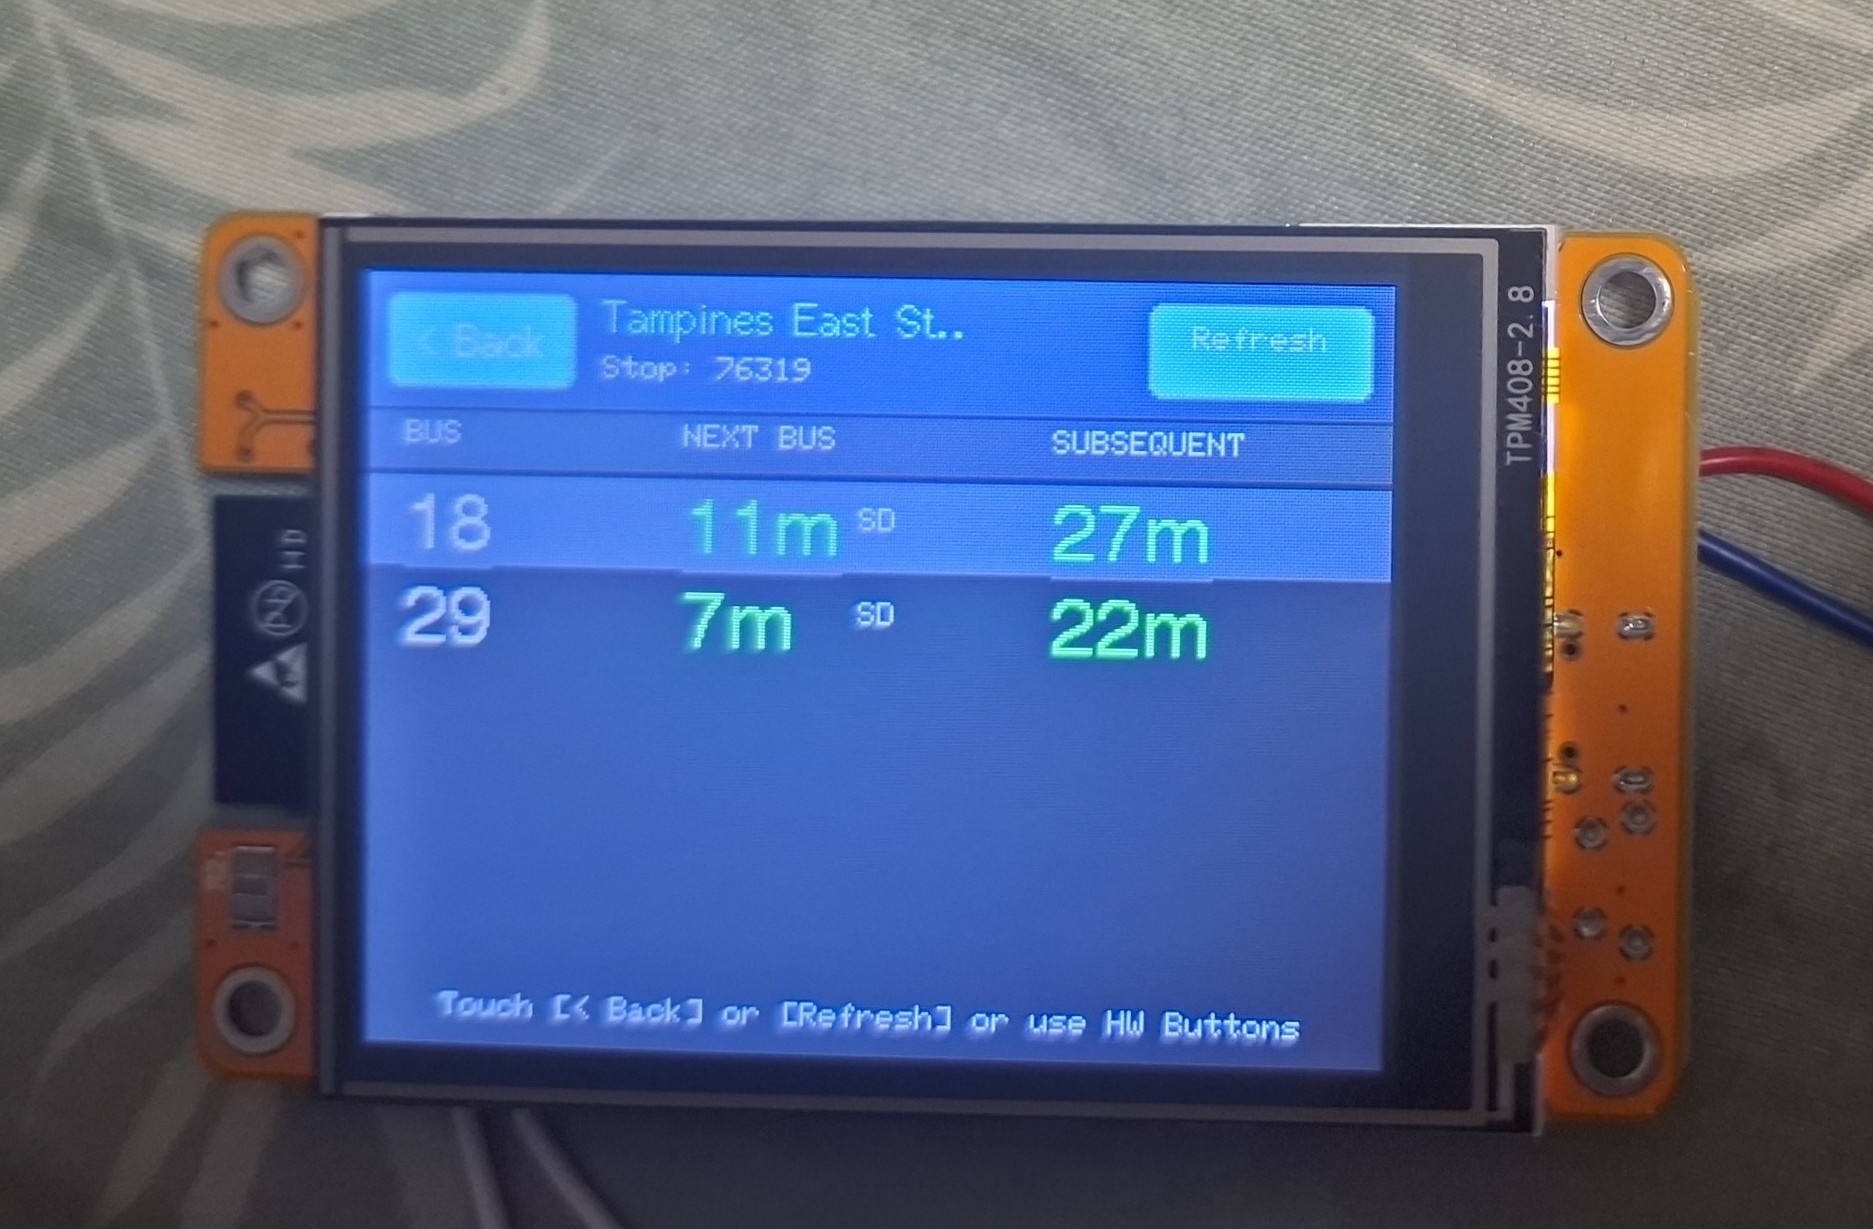 < Back
Tampines East St..
Stop: 76319
Refresh
BUS NEXT BUS SUBSEQUENT
18 11m SD 27m
29 7m SD 22m
Touch [< Back] or [Refresh] or use HW Buttons
TPM408-2.8
Pb